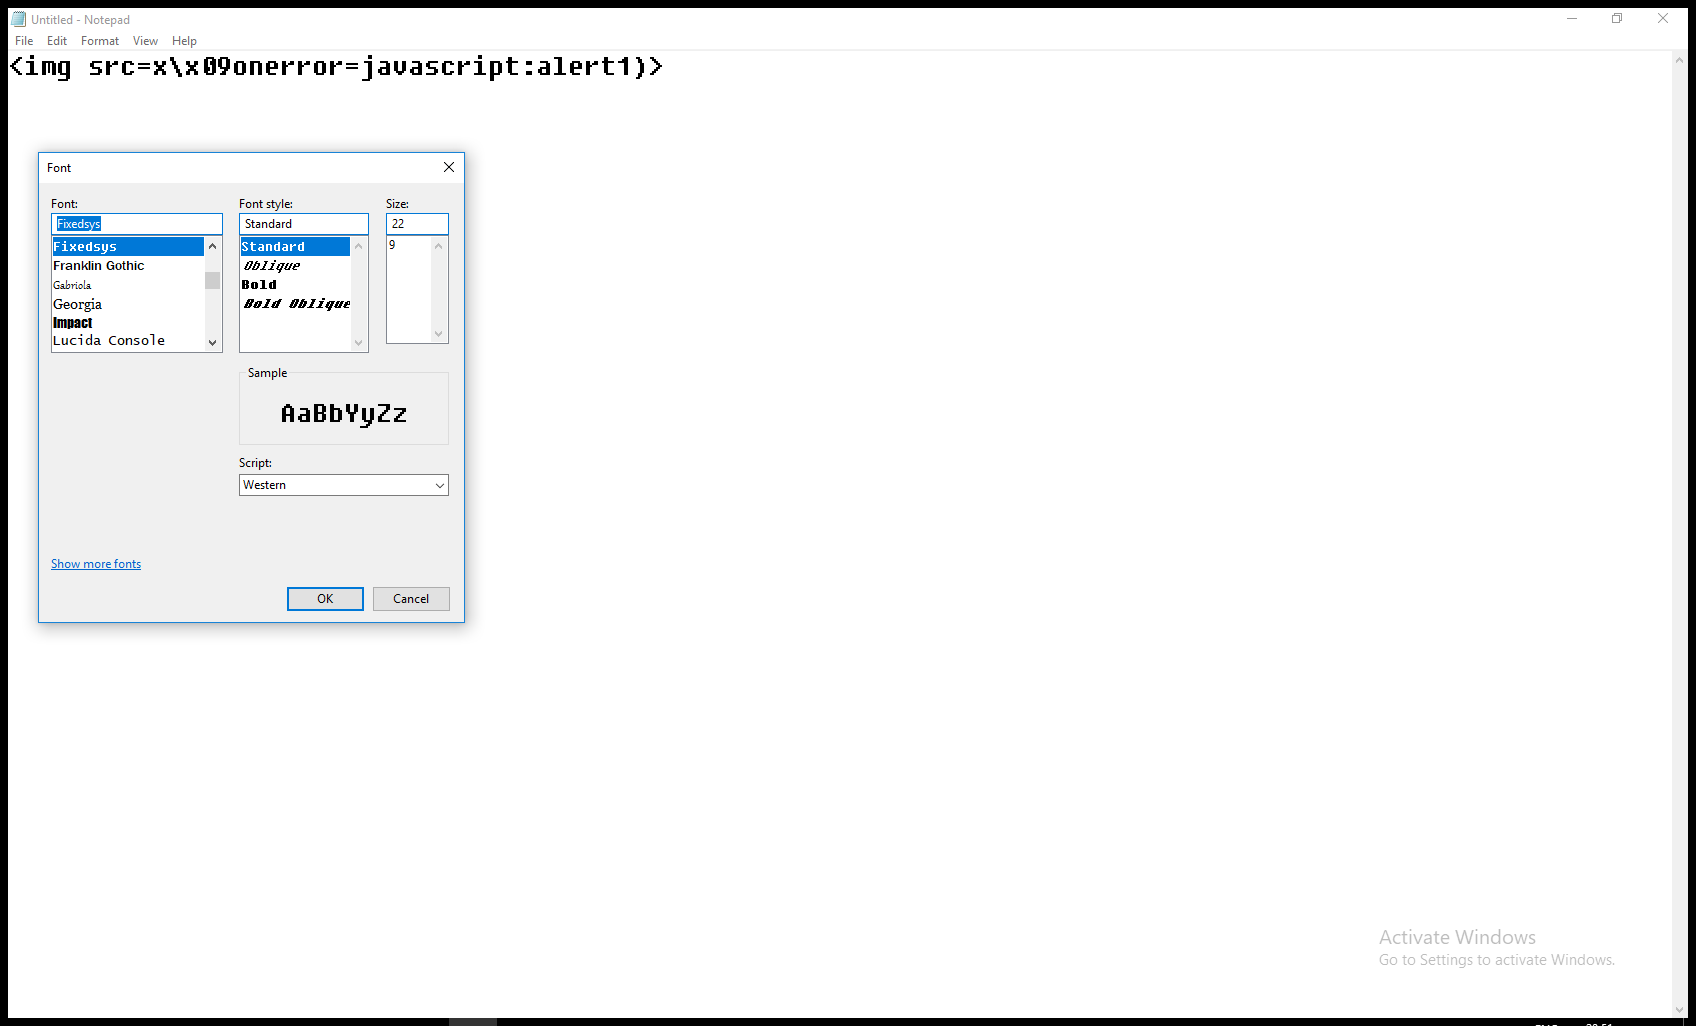 Untitled - Notepad
File Edit Format View Help
<img src=x\x09onerror=javascript:alert1)>
Font
Font: Font style: Size:
Fixedsys Standard 22
Fixedsys Standard 9
Franklin Gothic Oblique
Gabriola Bold
Georgia Bold Oblique
Impact
Lucida Console
Sample
AaBbYyZz
Script:
Western
Show more fonts
OK Cancel
Activate Windows
Go to Settings to activate Windows.